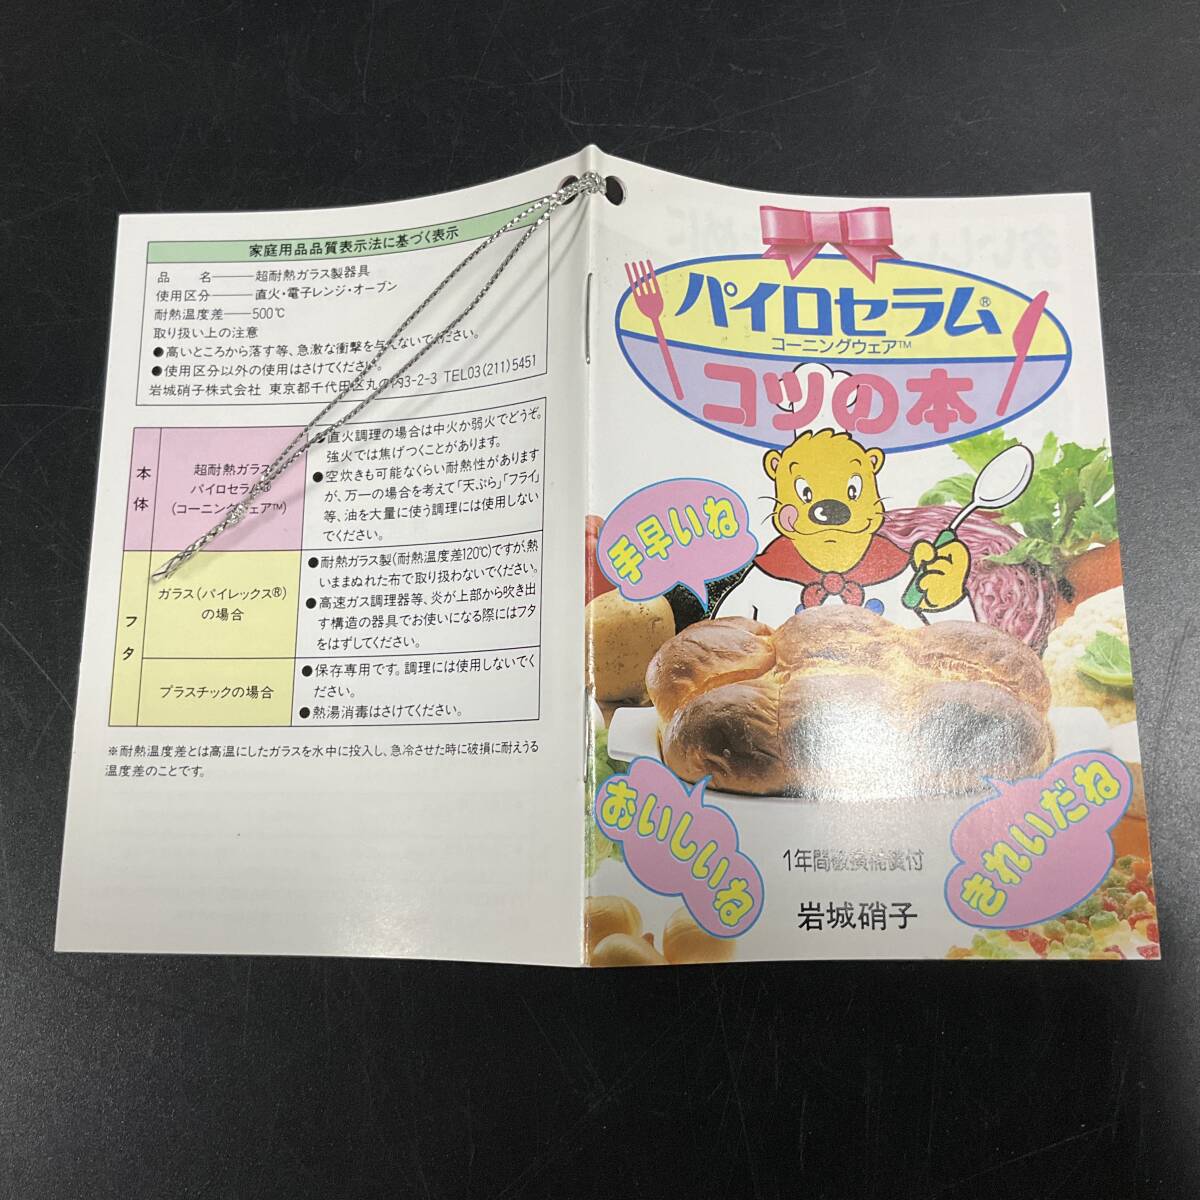 家庭用品品質表示法に基づく表示
品　名――超耐熱ガラス製器具
使用区分――直火・電子レンジ・オーブン
耐熱温度差――500℃
取り扱い上の注意
●高いところから落す等、急激な衝撃を与えないでください。
●使用区分以外の使用はさけてください。
岩城硝子株式会社 東京都千代田区丸の内3-2-3 TEL03(211)5451
本体
超耐熱ガラス
パイロセラム®
(コーニングウェア™)
●直火調理の場合は中火か弱火でどうぞ。
強火では焦げつくことがあります。
●空炊きも可能なくらい耐熱性があります
が、万一の場合を考えて「天ぷら」「フライ」
等、油を大量に使う調理には使用しない
でください。
フタ
ガラス(パイレックス®)
の場合
●耐熱ガラス製(耐熱温度差120℃)ですが、熱
いままぬれた布で取り扱わないでください。
●高速ガス調理器等、炎が上部から吹き出
す構造の器具でお使いになる際にはフタ
をはずしてください。
プラスチックの場合
●保存専用です。調理には使用しないでく
ださい。
●熱湯消毒はさけてください。
※耐熱温度差とは高温にしたガラスを水中に投入し、急冷させた時に破損に耐えうる
温度差のことです。
パイロセラム®
コーニングウェア™
コツの本
手早いね
おいしいね
きれいだね
1年間破損補償付
岩城硝子